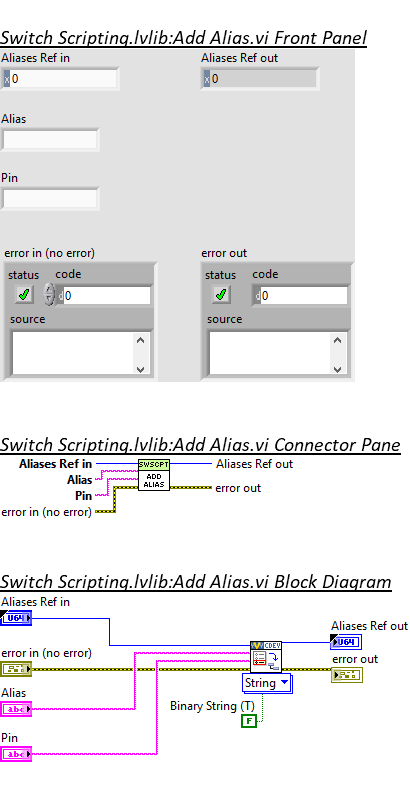 Switch Scripting.lvlib:Add Alias.vi Front Panel
Aliases Ref in Aliases Ref out
x 0 x 0
Alias
Pin
error in (no error) error out
status code status code
d 0 d 0
source source
Switch Scripting.lvlib:Add Alias.vi Connector Pane
Aliases Ref in SWSCPT Aliases Ref out
Alias ADD
Pin ALIAS error out
error in (no error)
Switch Scripting.lvlib:Add Alias.vi Block Diagram
Aliases Ref in
U64 Aliases Ref out
CDEV U64
error in (no error) error out
String
Alias
abc Binary String (T)
F
Pin
abc